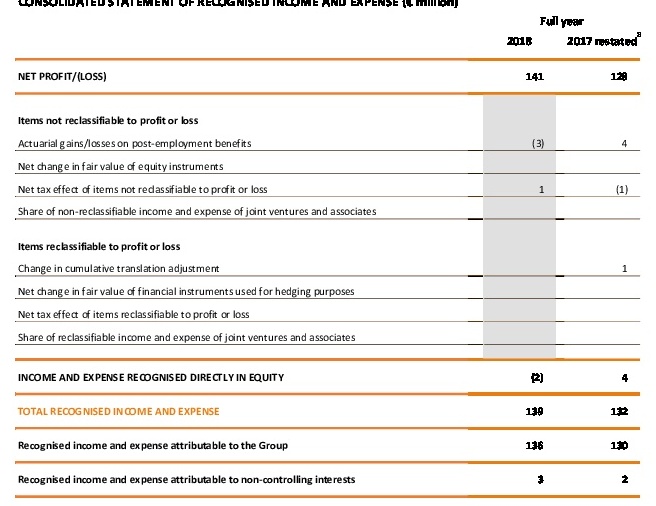 CONSOLIDATED STATEMENT OF RECOGNISED INCOME AND EXPENSE (€ million)
Full year
2018 2017 restated
NET PROFIT/(LOSS) 141 128
Items not reclassifiable to profit or loss
Actuarial gains/losses on post-employment benefits (3) 4
Net change in fair value of equity instruments
Net tax effect of items not reclassifiable to profit or loss 1 (1)
Share of non-reclassifiable income and expense of joint ventures and associates
Items reclassifiable to profit or loss
Change in cumulative translation adjustment 1
Net change in fair value of financial instruments used for hedging purposes
Net tax effect of items reclassifiable to profit or loss
Share of reclassifiable income and expense of joint ventures and associates
INCOME AND EXPENSE RECOGNISED DIRECTLY IN EQUITY (2) 4
TOTAL RECOGNISED INCOME AND EXPENSE 139 132
Recognised income and expense attributable to the Group 136 130
Recognised income and expense attributable to non-controlling interests 3 2